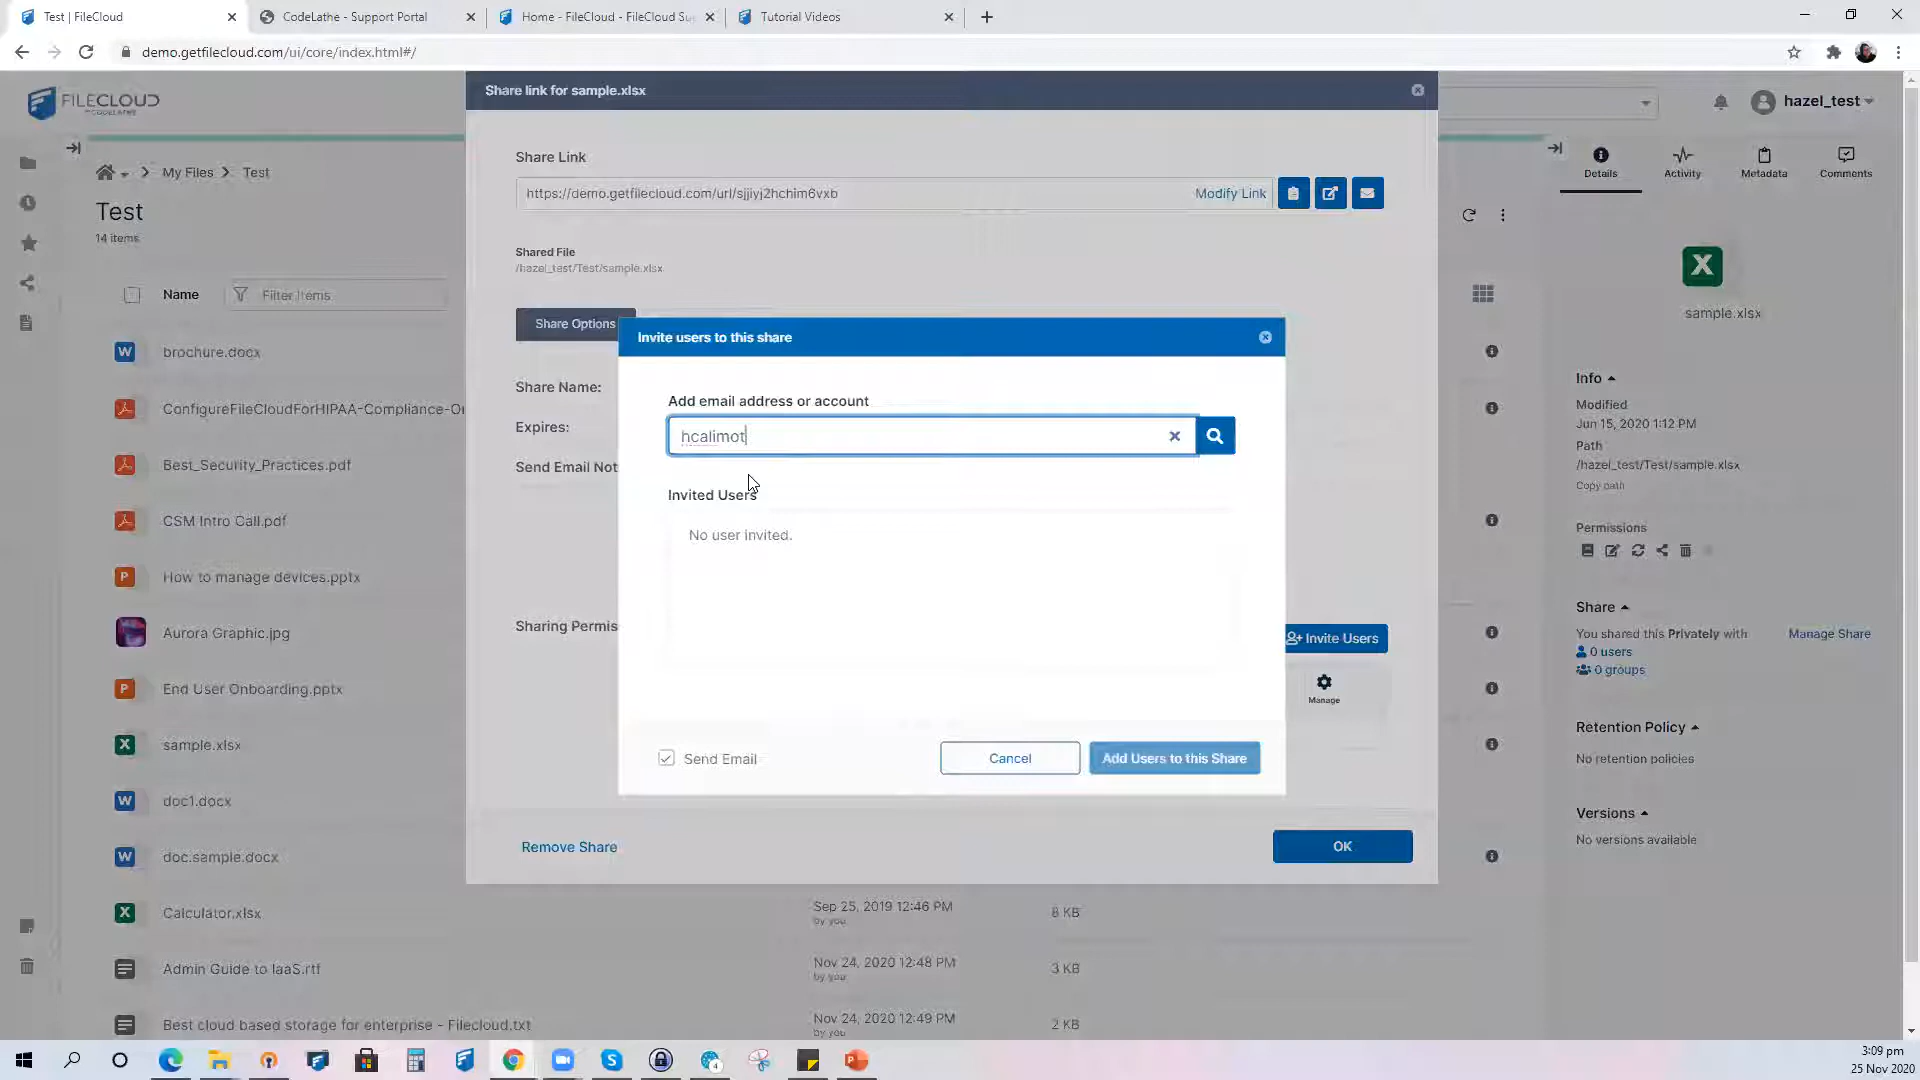 Test | FileCloud
CodeLathe - Support Portal
Home - FileCloud - FileCloud Su
Tutorial Videos
demo.getfilecloud.com/ui/core/index.html#/
FILECLOUD
BY CODELATHE
hazel_test
Share link for sample.xlsx
Share Link
https://demo.getfilecloud.com/url/sjjiyj2hchim6vxb
Modify Link
Shared File
/hazel_test/Test/sample.xlsx
Share Options
Share Name:
Expires:
Send Email Not
Sharing Permis
Invite Users
Manage
Remove Share
OK
Invite users to this share
Add email address or account
hcalimot
Invited Users
No user invited.
Send Email
Cancel
Add Users to this Share
My Files
Test
Test
14 items
Name
Filter Items
brochure.docx
ConfigureFileCloudForHIPAA-Compliance-Or
Best_Security_Practices.pdf
CSM Intro Call.pdf
How to manage devices.pptx
Aurora Graphic.jpg
End User Onboarding.pptx
sample.xlsx
doc1.docx
doc.sample.docx
Calculator.xlsx
Sep 25, 2019 12:46 PM
by you
8 KB
Admin Guide to IaaS.rtf
Nov 24, 2020 12:48 PM
by you
3 KB
Best cloud based storage for enterprise - Filecloud.txt
Nov 24, 2020 12:49 PM
by you
2 KB
Details
Activity
Metadata
Comments
sample.xlsx
Info
Modified
Jun 15, 2020 1:12 PM
Path
/hazel_test/Test/sample.xlsx
Copy path
Permissions
Share
You shared this Privately with
Manage Share
0 users
0 groups
Retention Policy
No retention policies
Versions
No versions available
4
3:09 pm
25 Nov 2020